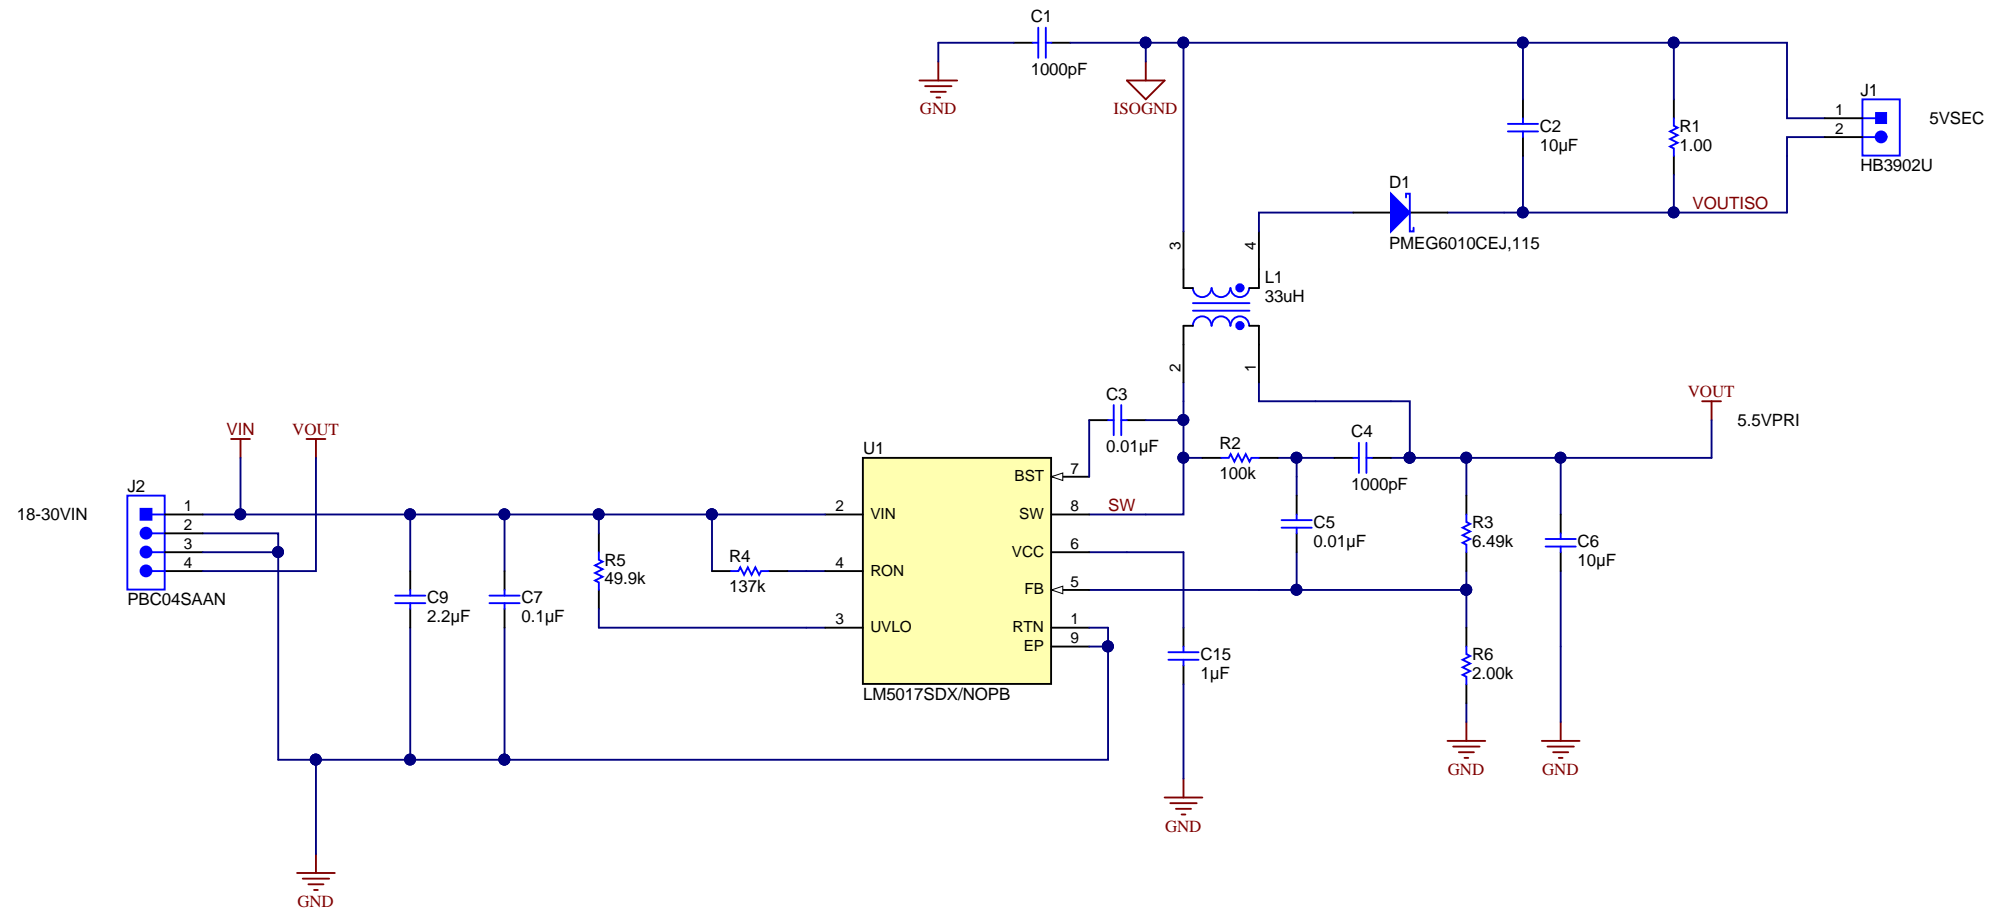 C1
1000pF
GND
ISOGND
C2
10µF
R1
1.00
J1
1
2
HB3902U
5VSEC
D1
PMEG6010CEJ,115
VOUTISO
3
4
L1
33uH
2
1
C3
0.01µF
R2
100k
C4
1000pF
VOUT
5.5VPRI
C5
0.01µF
R3
6.49k
C6
10µF
R6
2.00k
GND
GND
VIN
VOUT
J2
18-30VIN
1
2
3
4
PBC04SAAN
C9
2.2µF
C7
0.1µF
R5
49.9k
R4
137k
U1
2
VIN
4
RON
3
UVLO
BST
7
SW
8
SW
VCC
6
FB
5
RTN
1
EP
9
LM5017SDX/NOPB
C15
1µF
GND
GND